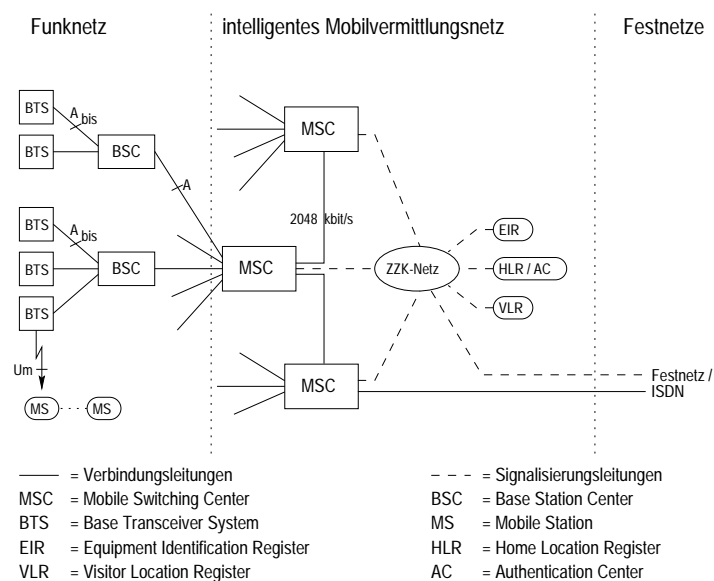 Funknetz
intelligentes Mobilvermittlungsnetz
Festnetze
BTS
A bis
BTS
BSC
A
MSC
2048 kbit/s
BTS
A bis
BTS
BSC
MSC
ZZK-Netz
EIR
HLR / AC
VLR
BTS
Um
MS
MS
MSC
Festnetz /
ISDN
= Verbindungsleitungen
= Signalisierungsleitungen
MSC = Mobile Switching Center
BSC = Base Station Center
BTS = Base Transceiver System
MS = Mobile Station
EIR = Equipment Identification Register
HLR = Home Location Register
VLR = Visitor Location Register
AC = Authentication Center